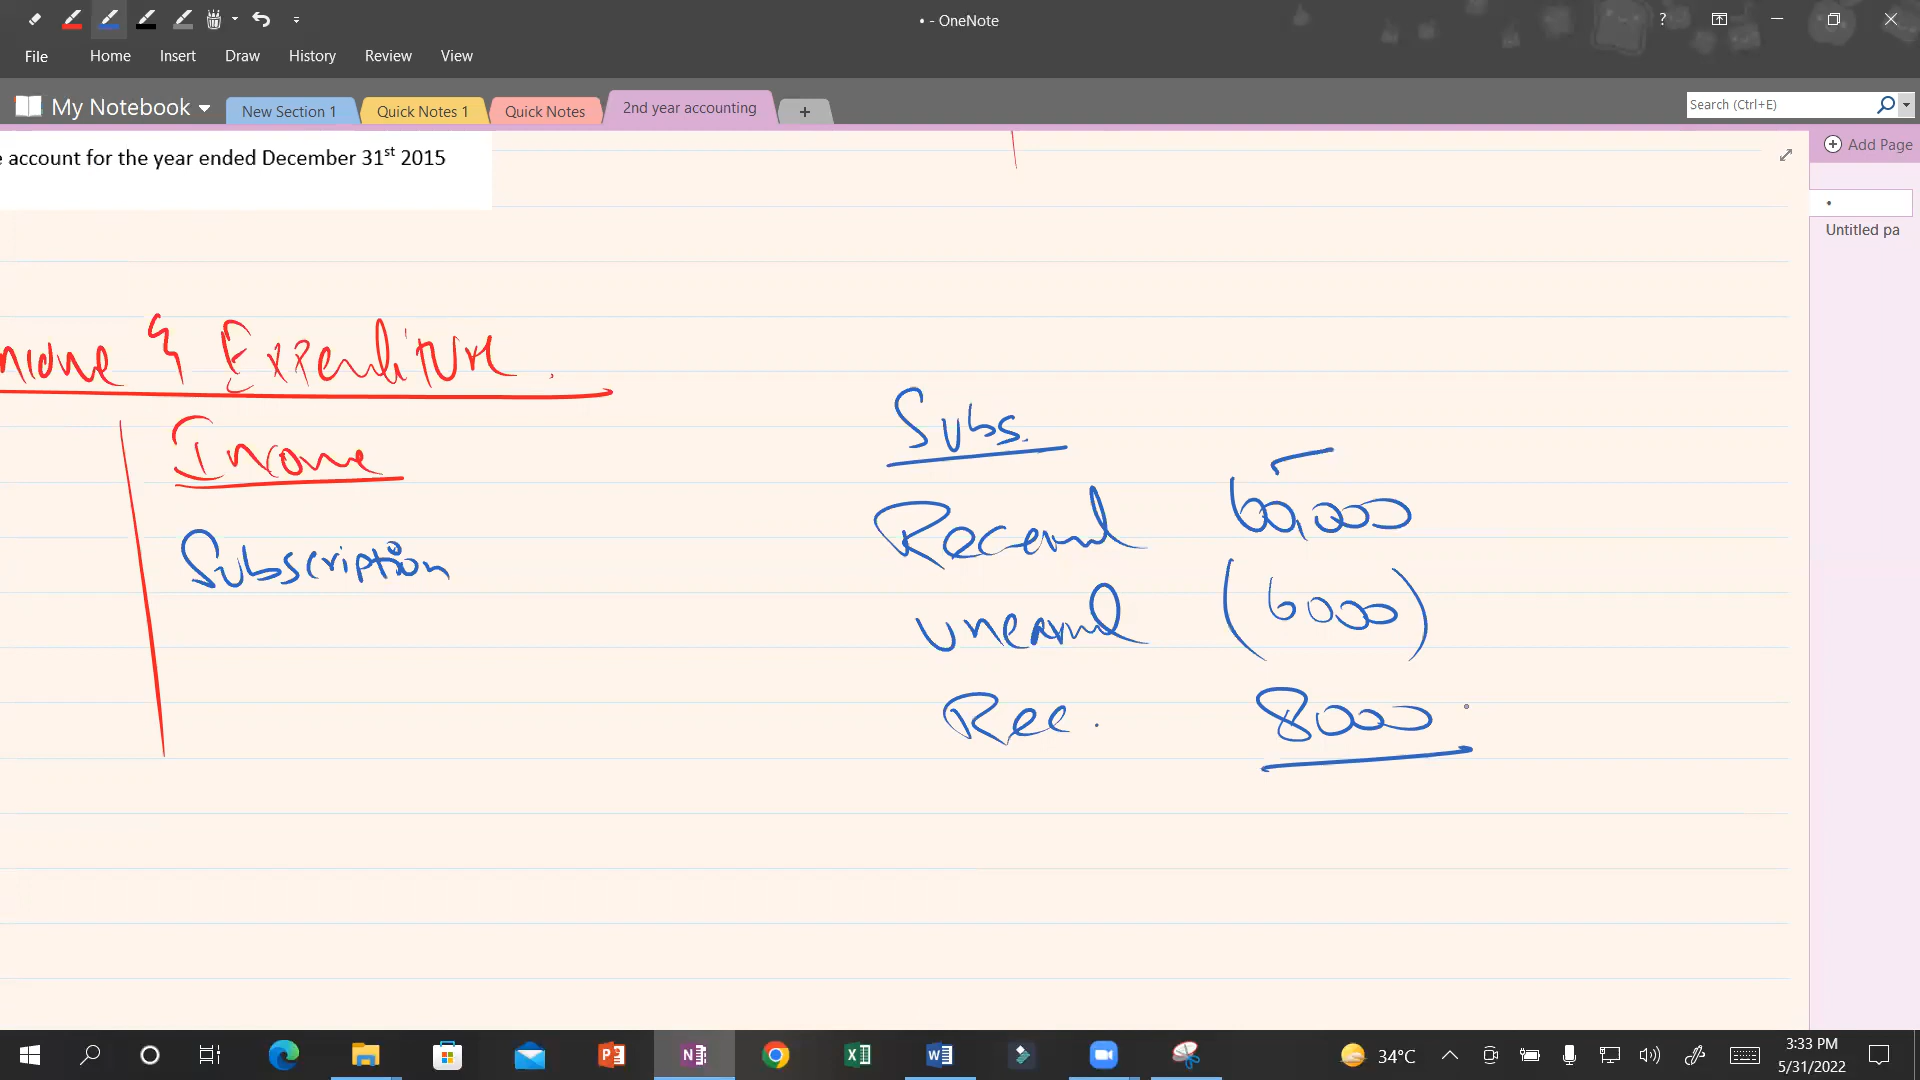 • - OneNote
?
File Home Insert Draw History Review View
My Notebook New Section 1 Quick Notes 1 Quick Notes 2nd year accounting +
Search (Ctrl+E)
e account for the year ended December 31st 2015
Add Page
•
Untitled pa
& Expenditure.
Income
Subscription
Subs.
60,000
unearned (6000)
Rec. 8000
34°C
3:33 PM
5/31/2022